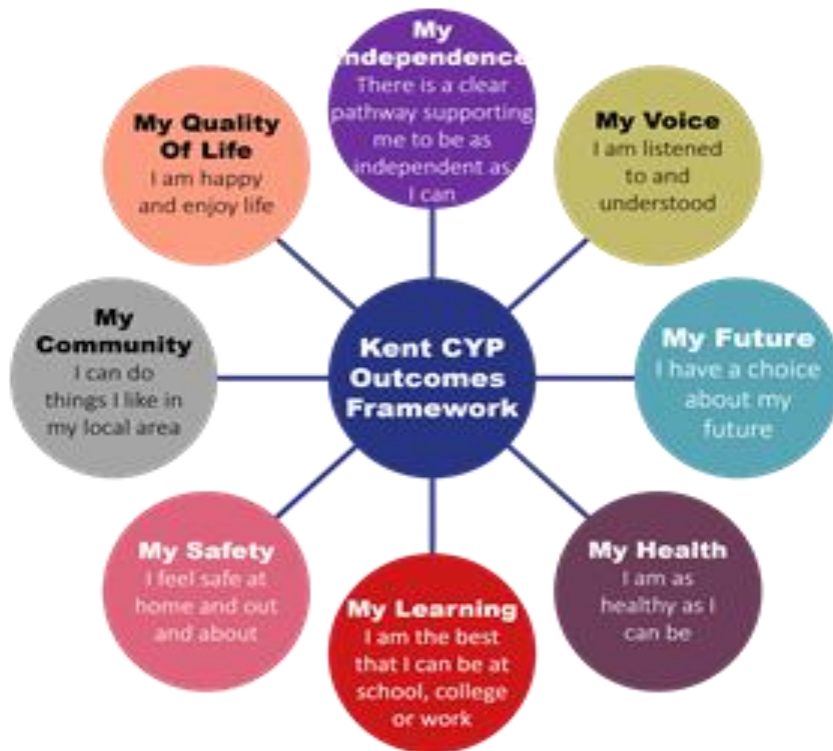 My
Independence
There is a clear
pathway supporting
me to be as
independent as
I can
My Voice
I am listened
to and
understood
My Future
I have a choice
about my
future
My Health
I am as
healthy as I
can be
My Learning
I am the best
that I can be at
school, college
or work
My Safety
I feel safe at
home and out
and about
My
Community
I can do
things I like in
my local area
My Quality
Of Life
I am happy
and enjoy life
Kent CYP
Outcomes
Framework